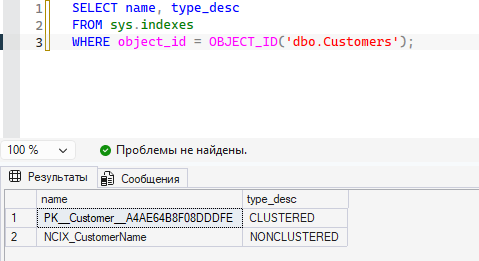 1 SELECT name, type_desc
2 FROM sys.indexes
3 WHERE object_id = OBJECT_ID('dbo.Customers');
100 % Проблемы не найдены.
Результаты Сообщения
name type_desc
1 PK__Customer__A4AE64B8F08DDDFE CLUSTERED
2 NCIX_CustomerName NONCLUSTERED